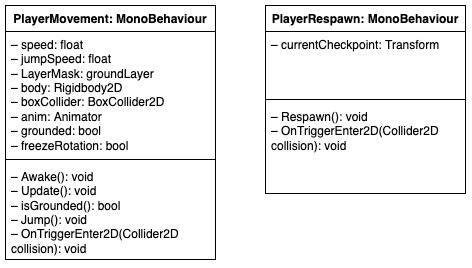 PlayerMovement: MonoBehaviour
– speed: float
– jumpSpeed: float
– LayerMask: groundLayer
– body: Rigidbody2D
– boxCollider: BoxCollider2D
– anim: Animator
– grounded: bool
– freezeRotation: bool
– Awake(): void
– Update(): void
– isGrounded(): bool
– Jump(): void
– OnTriggerEnter2D(Collider2D
collision): void
PlayerRespawn: MonoBehaviour
– currentCheckpoint: Transform
– Respawn(): void
– OnTriggerEnter2D(Collider2D
collision): void